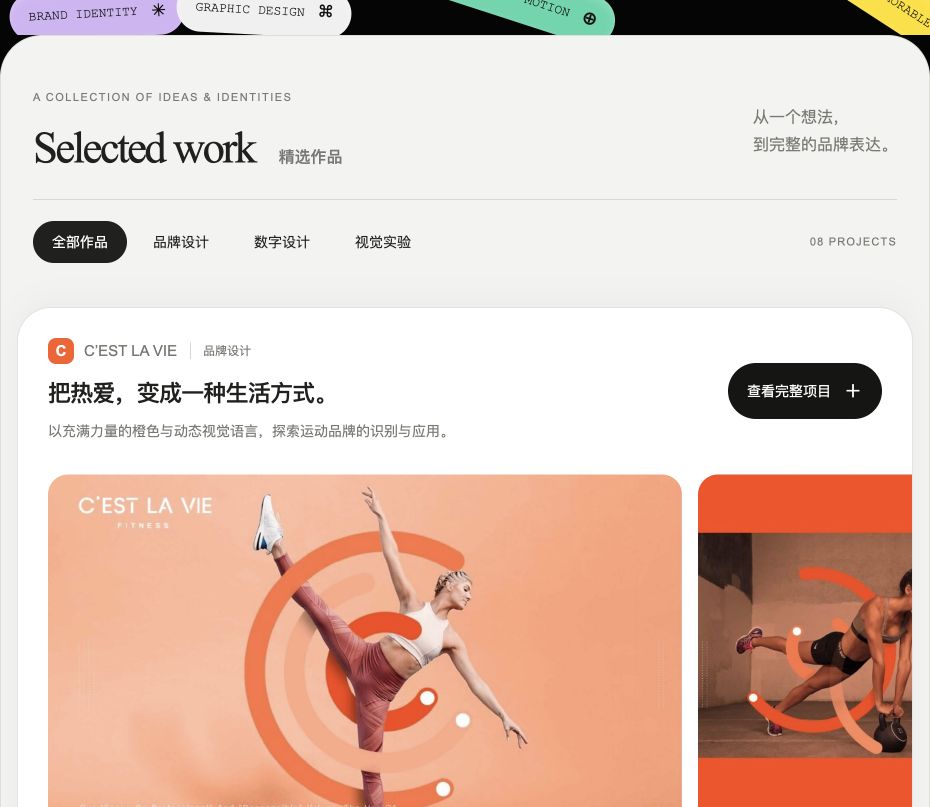 BRAND IDENTITY ✳
GRAPHIC DESIGN ⌘
MOTION ⊕
A COLLECTION OF IDEAS & IDENTITIES
Selected work 精选作品
从一个想法，
到完整的品牌表达。
全部作品 品牌设计 数字设计 视觉实验
08 PROJECTS
C C'EST LA VIE 品牌设计
把热爱，变成一种生活方式。
以充满力量的橙色与动态视觉语言，探索运动品牌的识别与应用。
查看完整项目 +
C'EST LA VIE
FITNESS